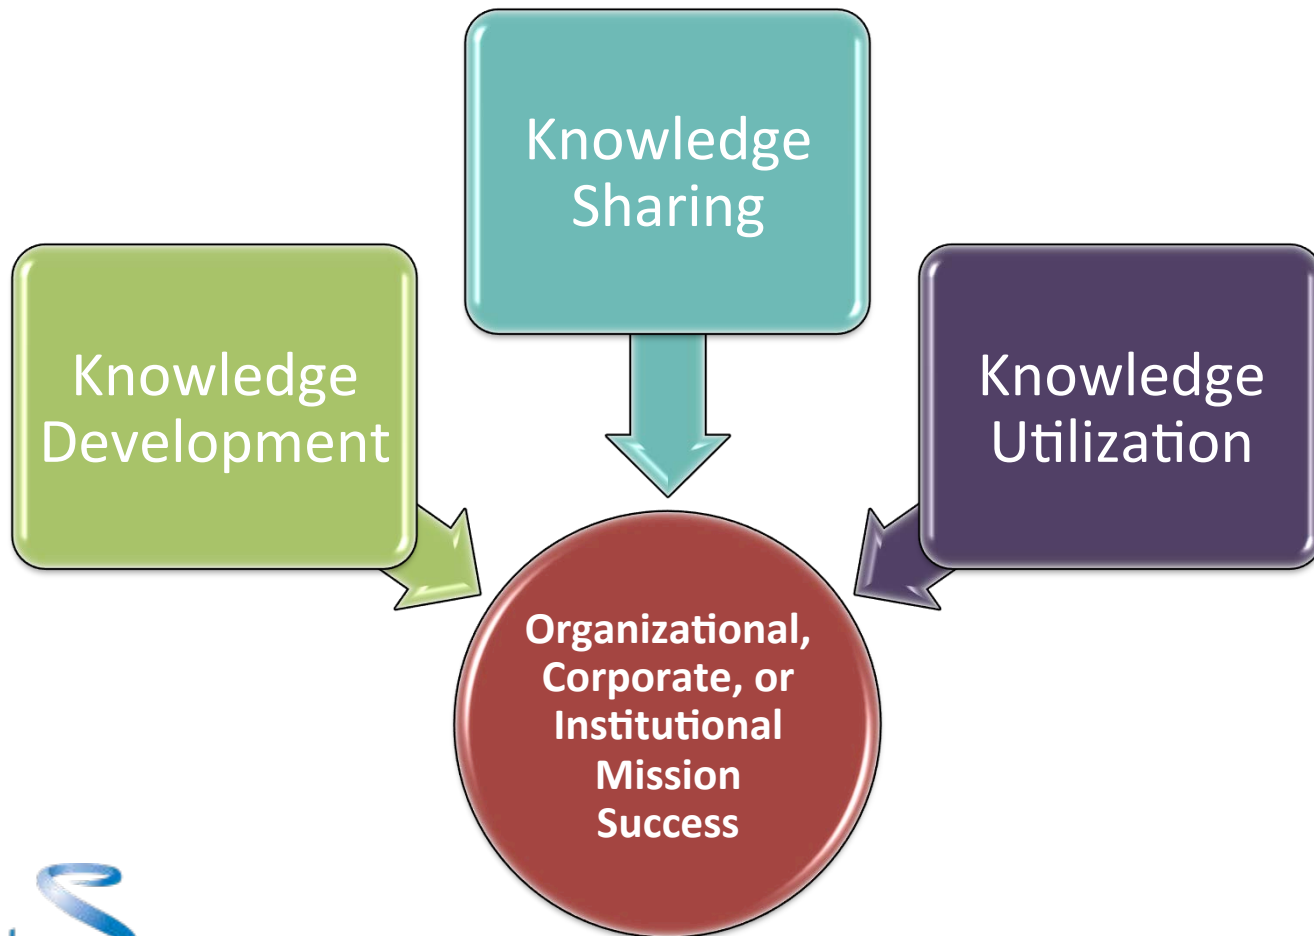 Knowledge
Sharing
Knowledge
Development
Knowledge
Utilization
Organizational,
Corporate, or
Institutional
Mission
Success